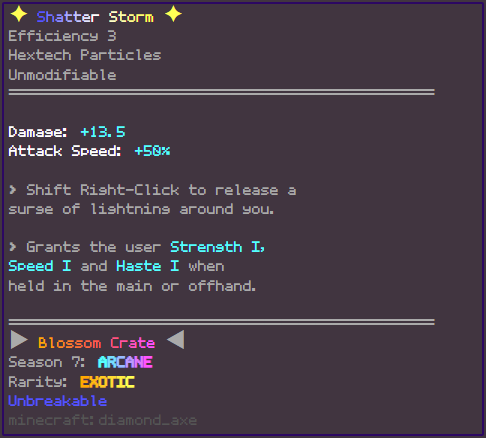 ✦ Shatter Storm ✦
Efficiency 3
Hextech Particles
Unmodifiable
Damage: +13.5
Attack Speed: +50%
> Shift Right-Click to release a
surge of lightning around you.
> Grants the user Strength I,
Speed I and Haste I when
held in the main or offhand.
▶ Blossom Crate ◀
Season 7: ARCANE
Rarity: EXOTIC
Unbreakable
minecraft:diamond_axe